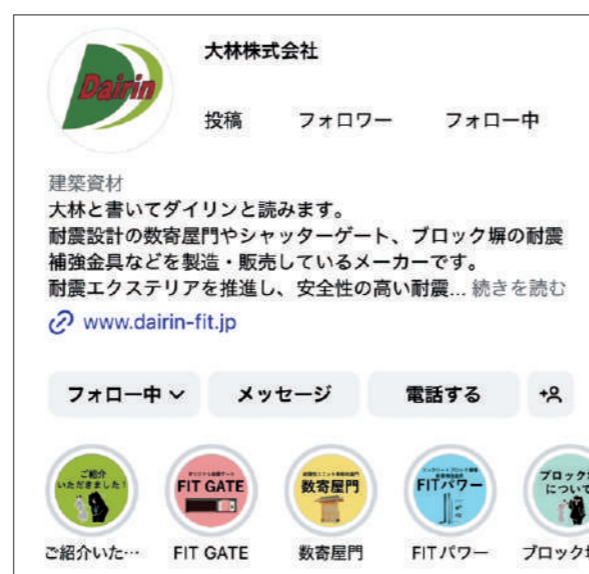 大林株式会社
Dairin
投稿 フォロワー フォロー中
建築資材
大林と書いてダイリンと読みます。
耐震設計の数寄屋門やシャッターゲート、ブロック塀の耐震
補強金具などを製造・販売しているメーカーです。
耐震エクステリアを推進し、安全性の高い耐震... 続きを読む
www.dairin-fit.jp
フォロー中 メッセージ 電話する
ご紹介
いただきました!
FIT GATE
数寄屋門
FITパワー
ブロック
について
ご紹介いた… FIT GATE 数寄屋門 FITパワー ブロック